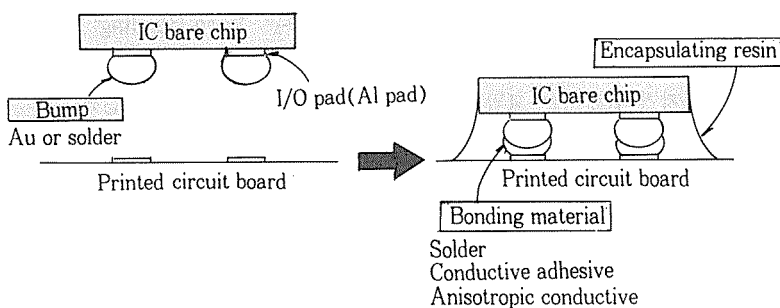 IC bare chip
I/O pad(Al pad)
Bump
Au or solder
Printed circuit board
Encapsulating resin
IC bare chip
Printed circuit board
Bonding material
Solder
Conductive adhesive
Anisotropic conductive